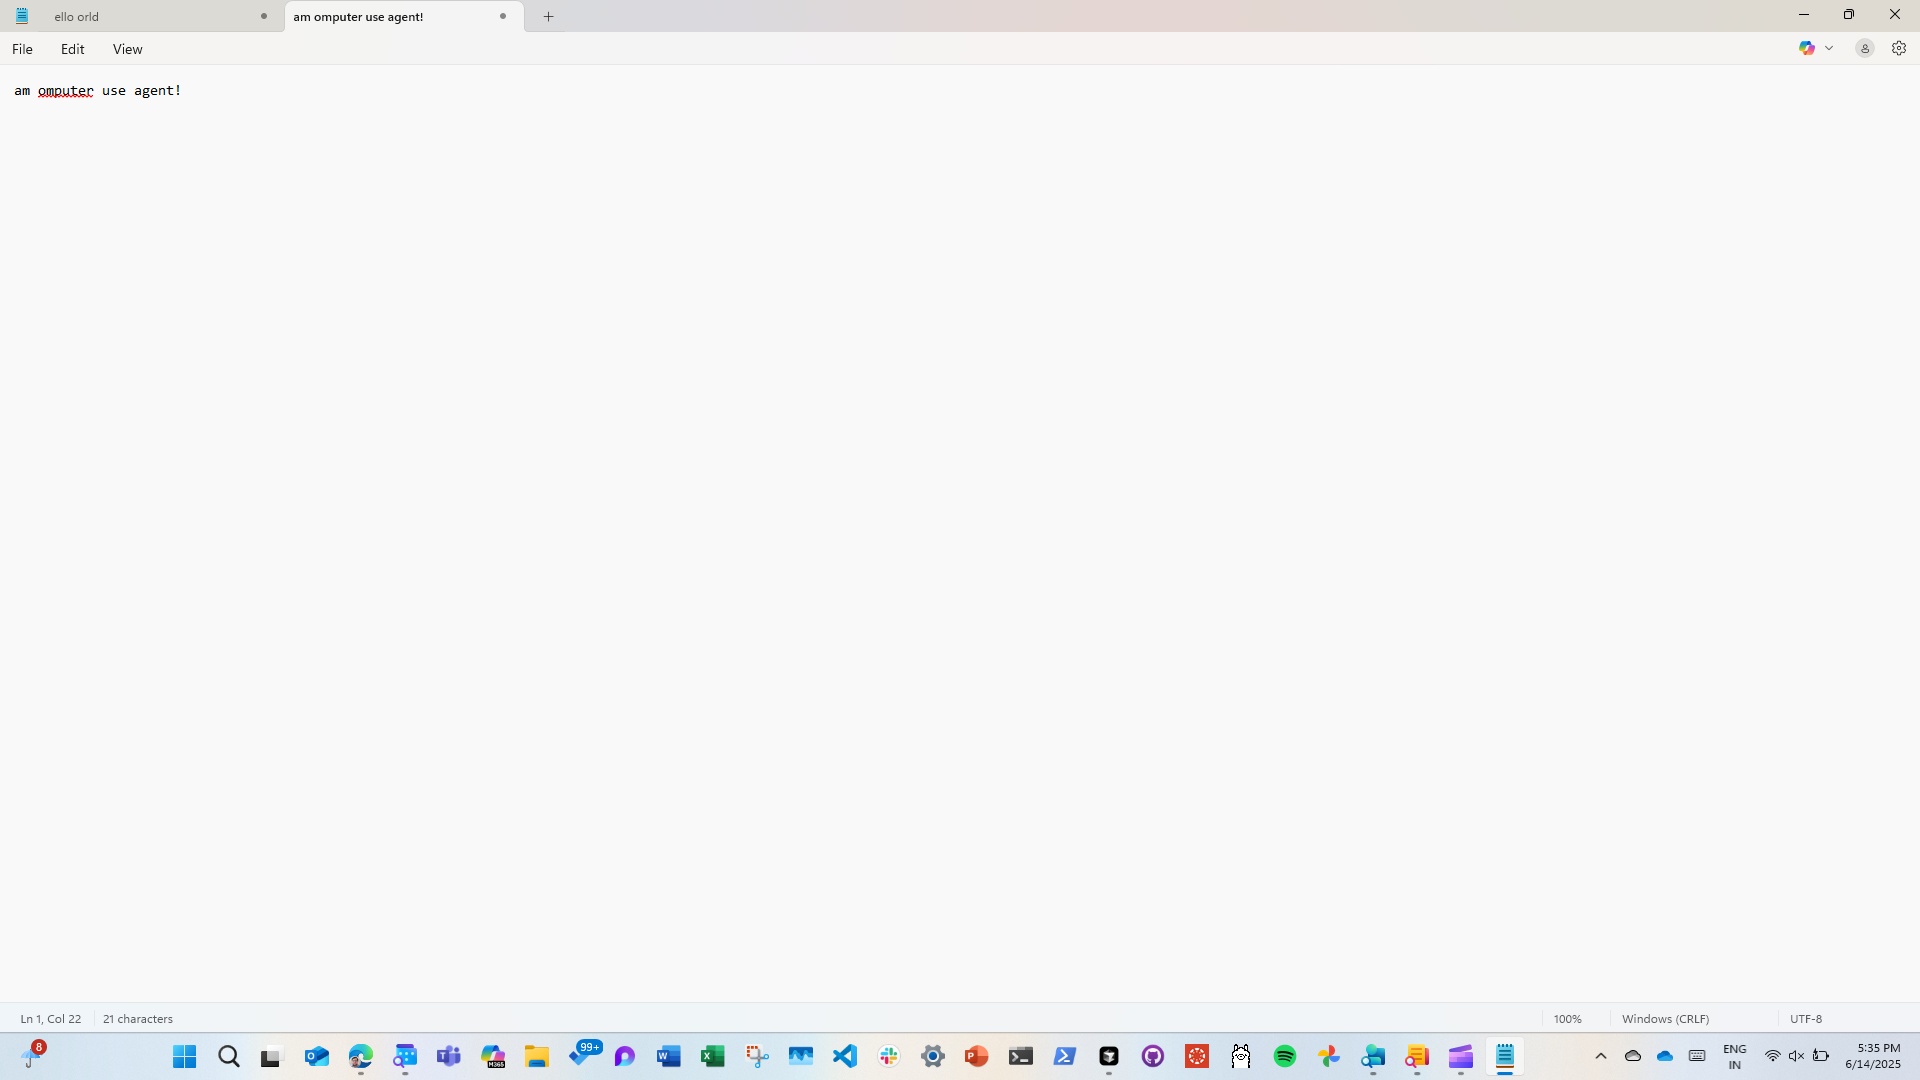 ello orld
am omputer use agent!
File Edit View
am omputer use agent!
Ln 1, Col 22 21 characters 100% Windows (CRLF) UTF-8
8
99+
M365
ENG
IN
5:35 PM
6/14/2025